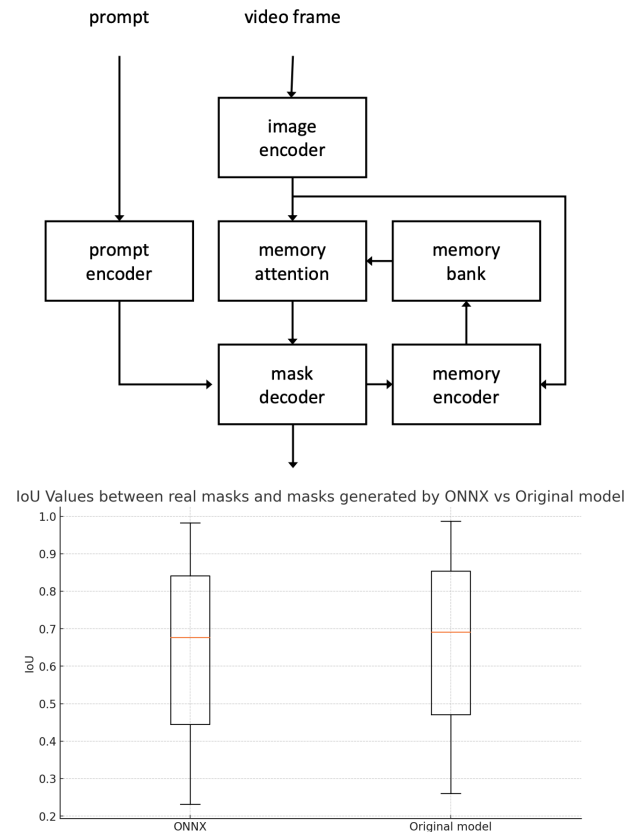 prompt
video frame
image
encoder
prompt
encoder
memory
attention
memory
bank
mask
decoder
memory
encoder
IoU Values between real masks and masks generated by ONNX vs Original model
IoU
1.0
0.9
0.8
0.7
0.6
0.5
0.4
0.3
0.2
ONNX
Original model